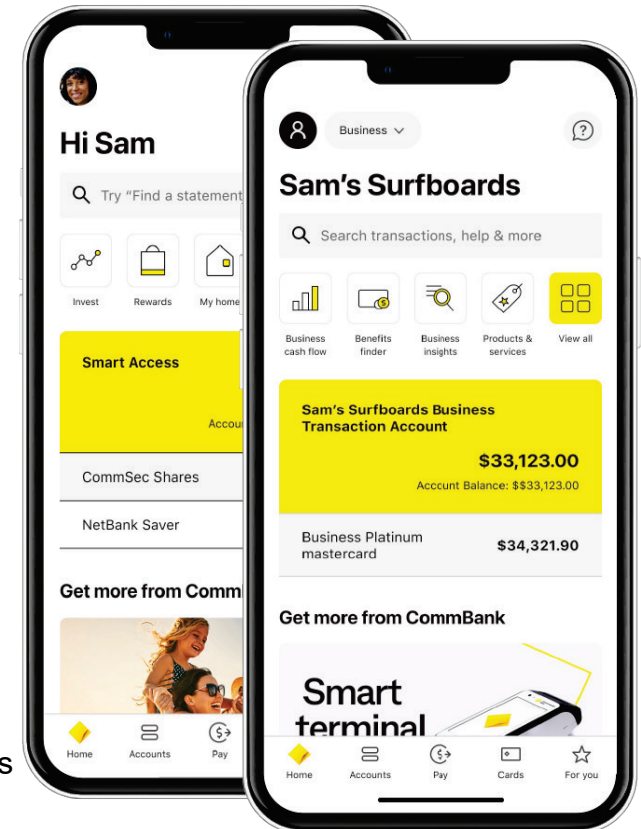 Hi Sam
Try "Find a statement
Invest
Rewards
My home
Smart Access
Accou
CommSec Shares
NetBank Saver
Get more from Comm
Home
Accounts
Pay
s
Business
?
Sam's Surfboards
Search transactions, help & more
Business
cash flow
Benefits
finder
Business
insights
Products &
services
View all
Sam's Surfboards Business
Transaction Account
$33,123.00
Acccunt Balance: $$33,123.00
Business Platinum
mastercard
$34,321.90
Get more from CommBank
Smart
terminal
Home
Accounts
Pay
Cards
For you